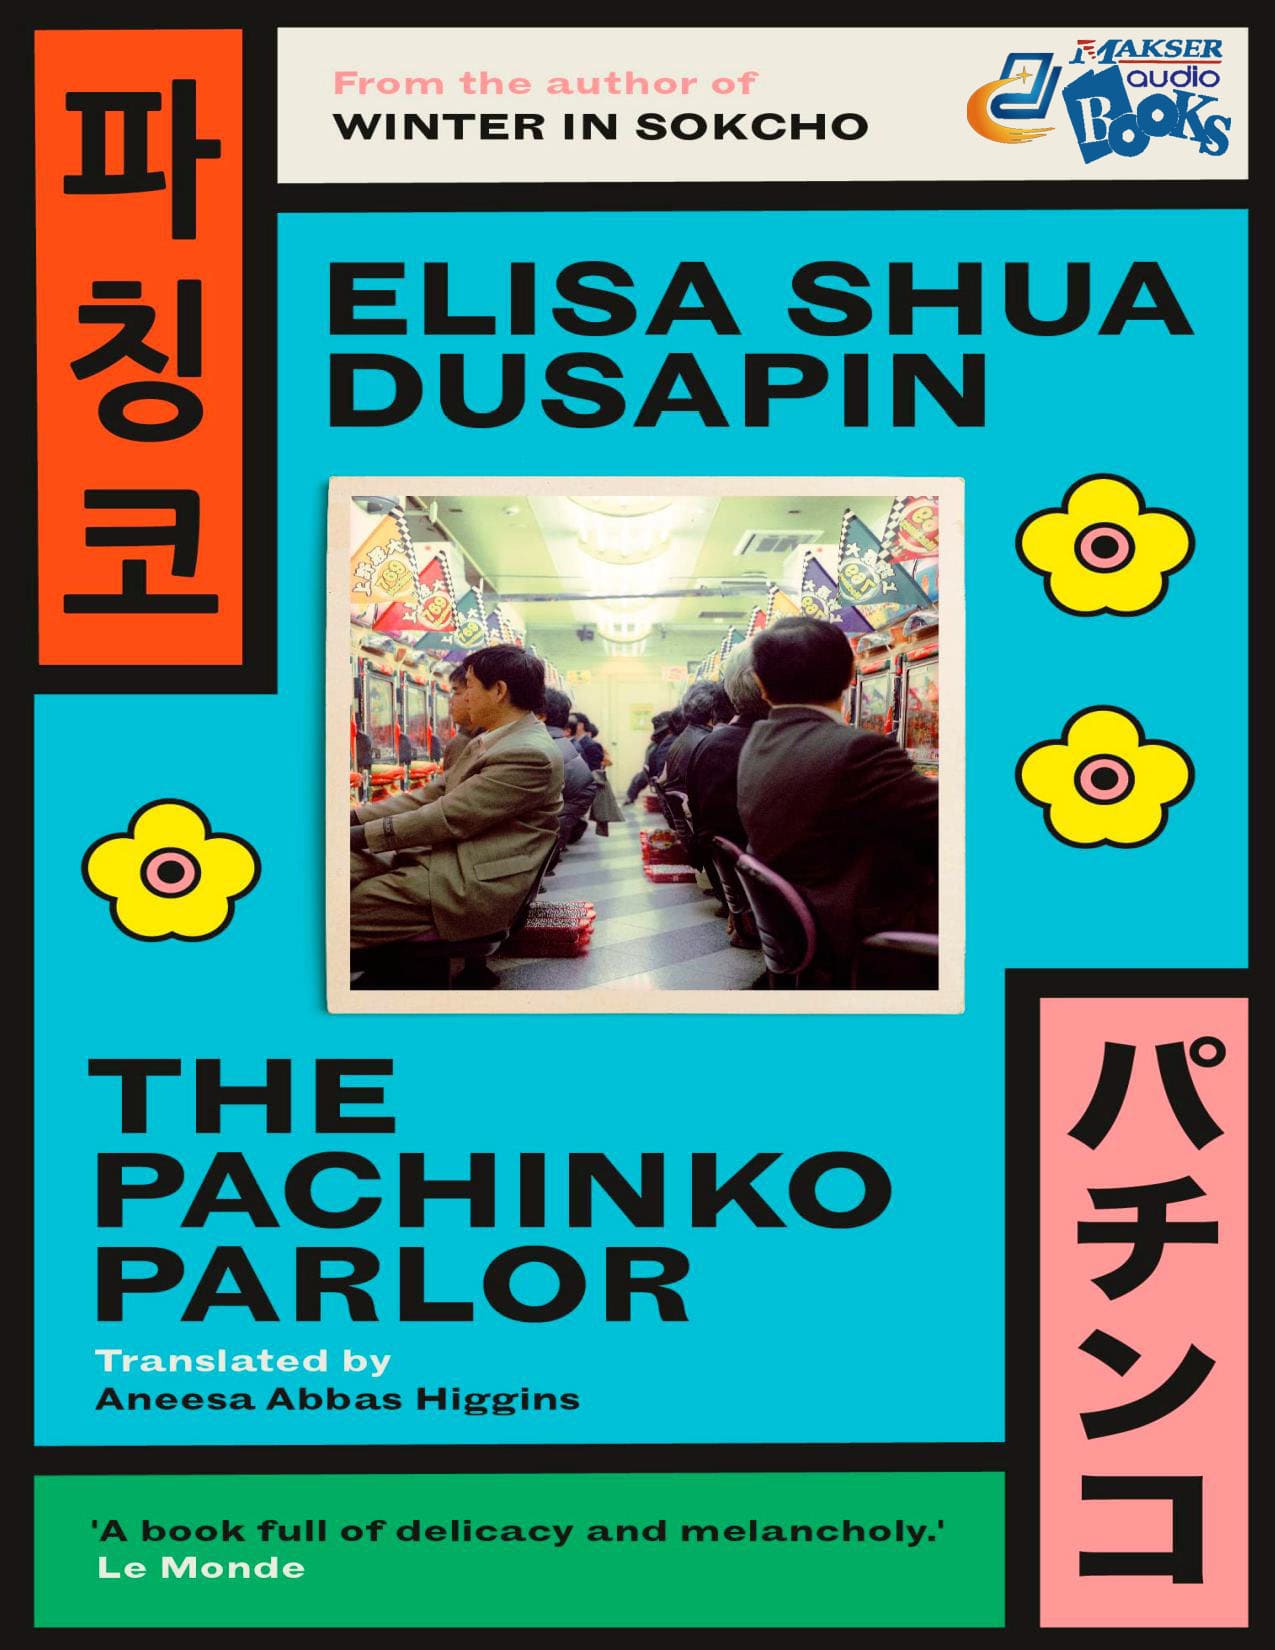 파칭코
From the author of
WINTER IN SOKCHO
MAKSER
audio
BOOKS
ELISA SHUA
DUSAPIN
THE
PACHINKO
PARLOR
Translated by
Aneesa Abbas Higgins
パチンコ
'A book full of delicacy and melancholy.'
Le Monde